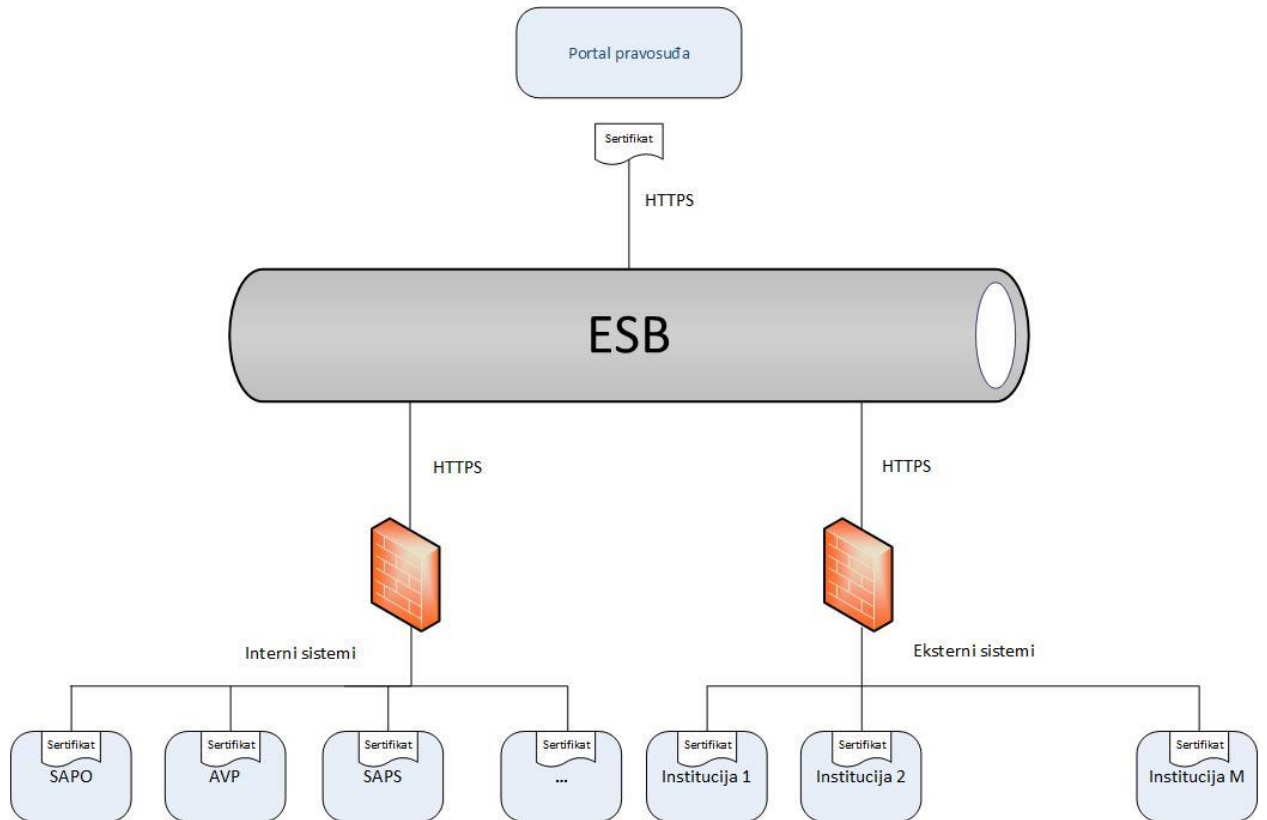 Portal pravosuđa
Sertifikat
HTTPS
ESB
HTTPS
HTTPS
Interni sistemi
Eksterni sistemi
Sertifikat
Sertifikat
Sertifikat
Sertifikat
Sertifikat
Sertifikat
Sertifikat
SAPO
AVP
SAPS
...
Institucija 1
Institucija 2
Institucija M